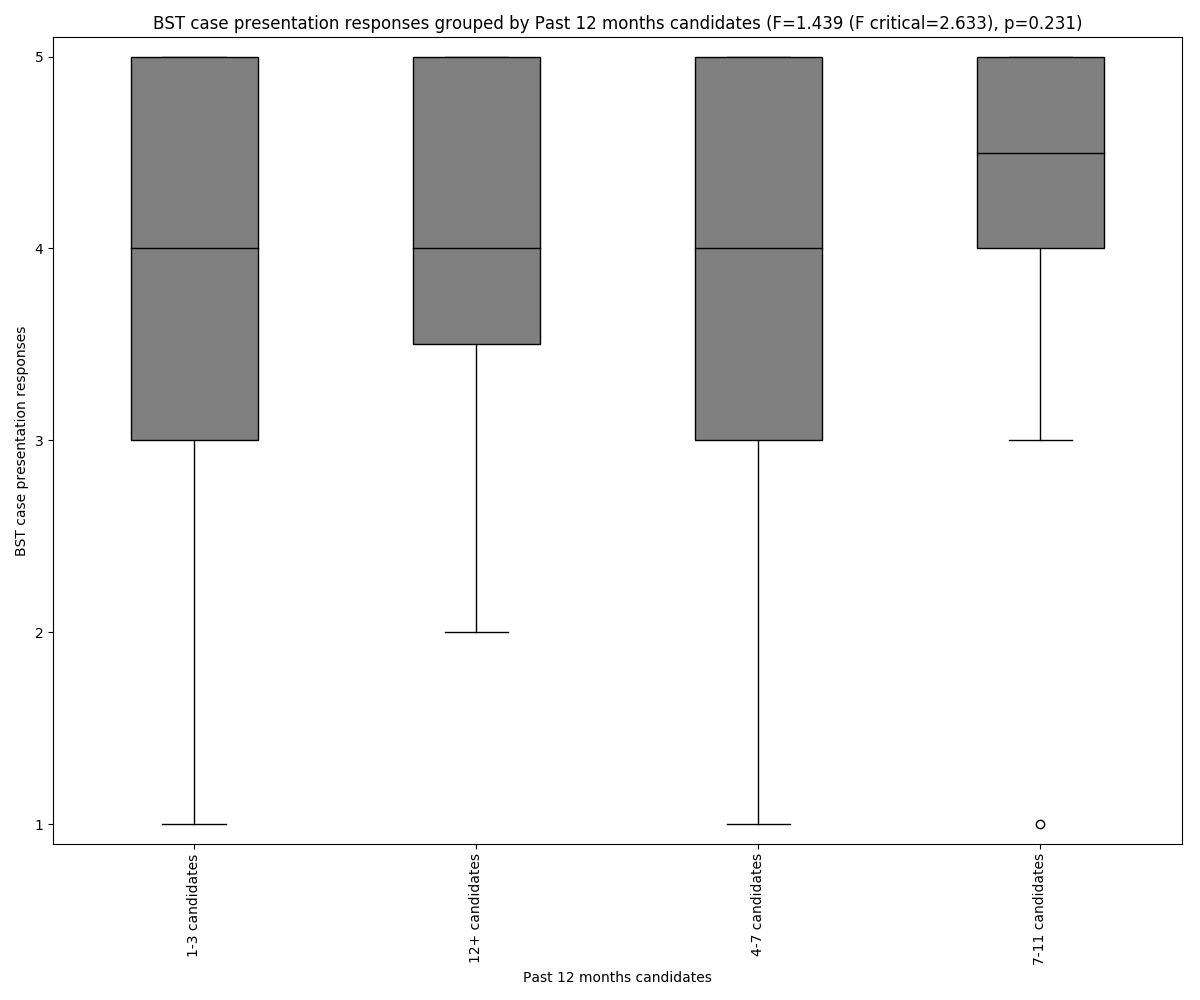 BST case presentation responses grouped by Past 12 months candidates (F=1.439 (F critical=2.633), p=0.231)
BST case presentation responses
5
4
3
2
1
1-3 candidates
12+ candidates
4-7 candidates
7-11 candidates
Past 12 months candidates